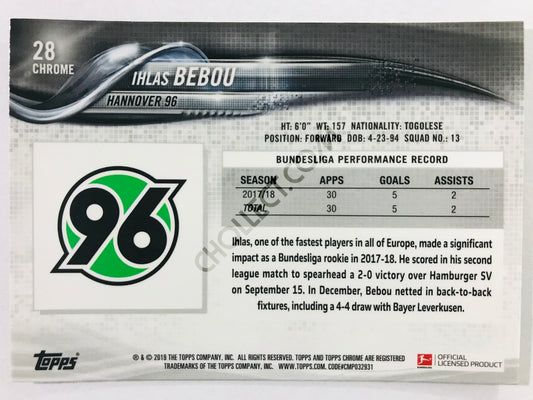 28
CHROME
IHLAS BEBOU
HANNOVER 96
HT: 6'0" WT: 157 NATIONALITY: TOGOLESE
POSITION: FORWARD DOB: 4-23-94 SQUAD NO.: 13
BUNDESLIGA PERFORMANCE RECORD
SEASON APPS GOALS ASSISTS
2017/18 30 5 2
TOTAL 30 5 2
96
Ihlas, one of the fastest players in all of Europe, made a significant
impact as a Bundesliga rookie in 2017-18. He scored in his second
league match to spearhead a 2-0 victory over Hamburger SV
on September 15. In December, Bebou netted in back-to-back
fixtures, including a 4-4 draw with Bayer Leverkusen.
CHOLLECT.COM
Topps
® & © 2019 THE TOPPS COMPANY, INC. ALL RIGHTS RESERVED. TOPPS AND TOPPS CHROME ARE REGISTERED
TRADEMARKS OF THE TOPPS COMPANY, INC. WWW.TOPPS.COM. CODE#CMP032931
BUNDESLIGA
OFFICIAL
LICENSED PRODUCT